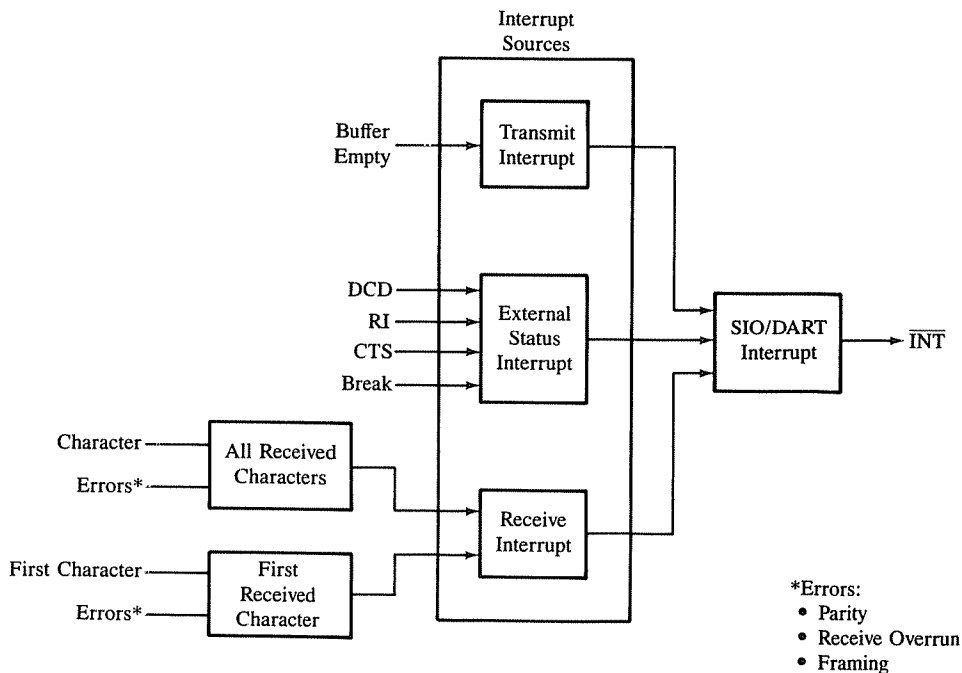 Interrupt
Sources
Buffer
Empty
Transmit
Interrupt
DCD
RI
CTS
Break
External
Status
Interrupt
SIO/DART
Interrupt
INT
Character
Errors*
All Received
Characters
Receive
Interrupt
First Character
Errors*
First
Received
Character
*Errors:
• Parity
• Receive Overrun
• Framing